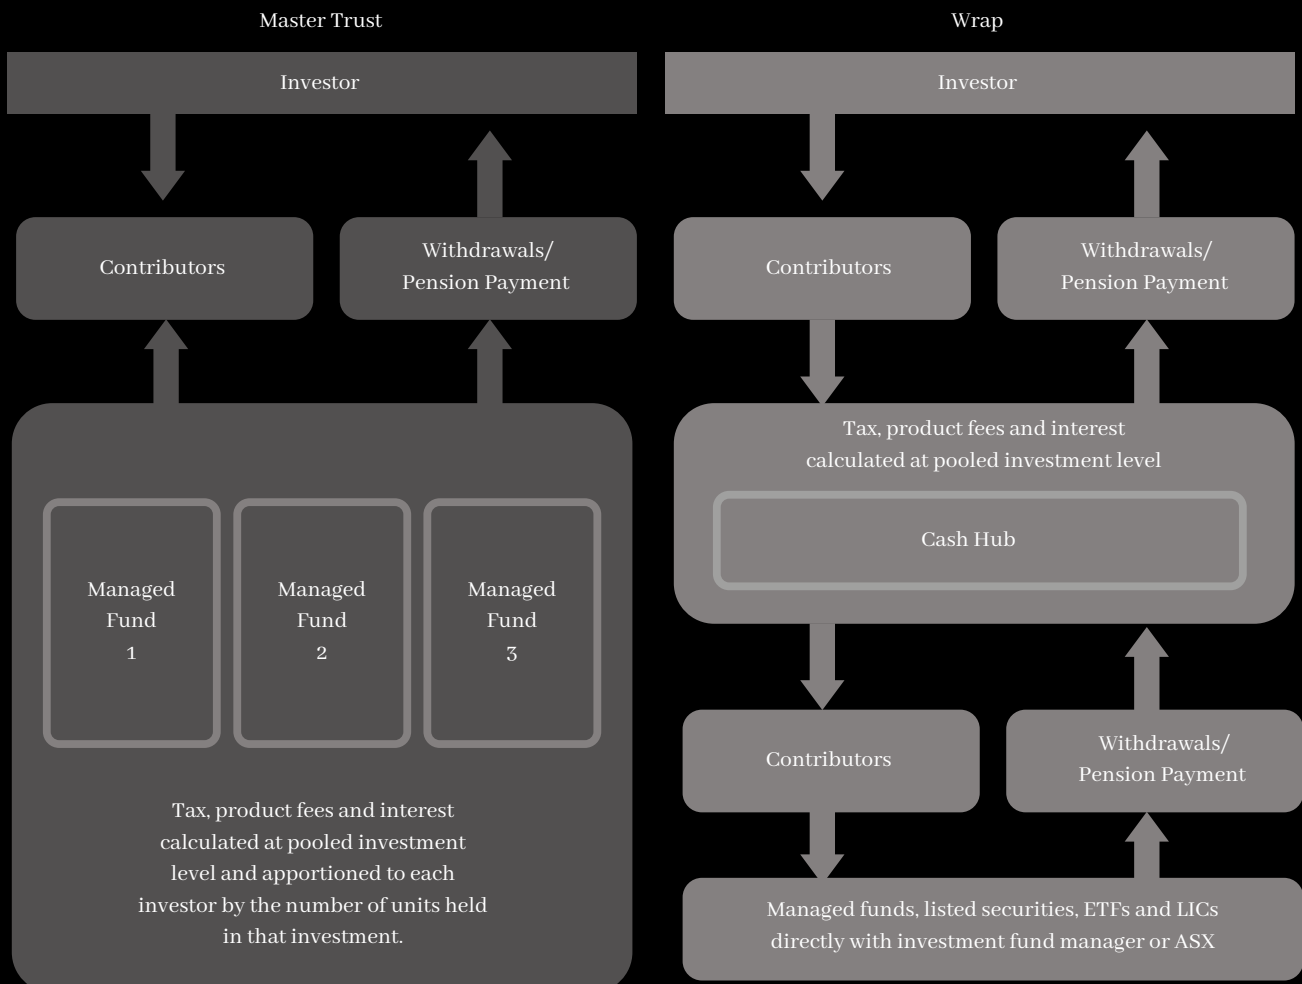 Master Trust
Investor
Contributors
Withdrawals/
Pension Payment
Managed
Fund
1
Managed
Fund
2
Managed
Fund
3
Tax, product fees and interest
calculated at pooled investment
level and apportioned to each
investor by the number of units held
in that investment.
Wrap
Investor
Contributors
Withdrawals/
Pension Payment
Tax, product fees and interest
calculated at pooled investment level
Cash Hub
Contributors
Withdrawals/
Pension Payment
Managed funds, listed securities, ETFs and LICs
directly with investment fund manager or ASX